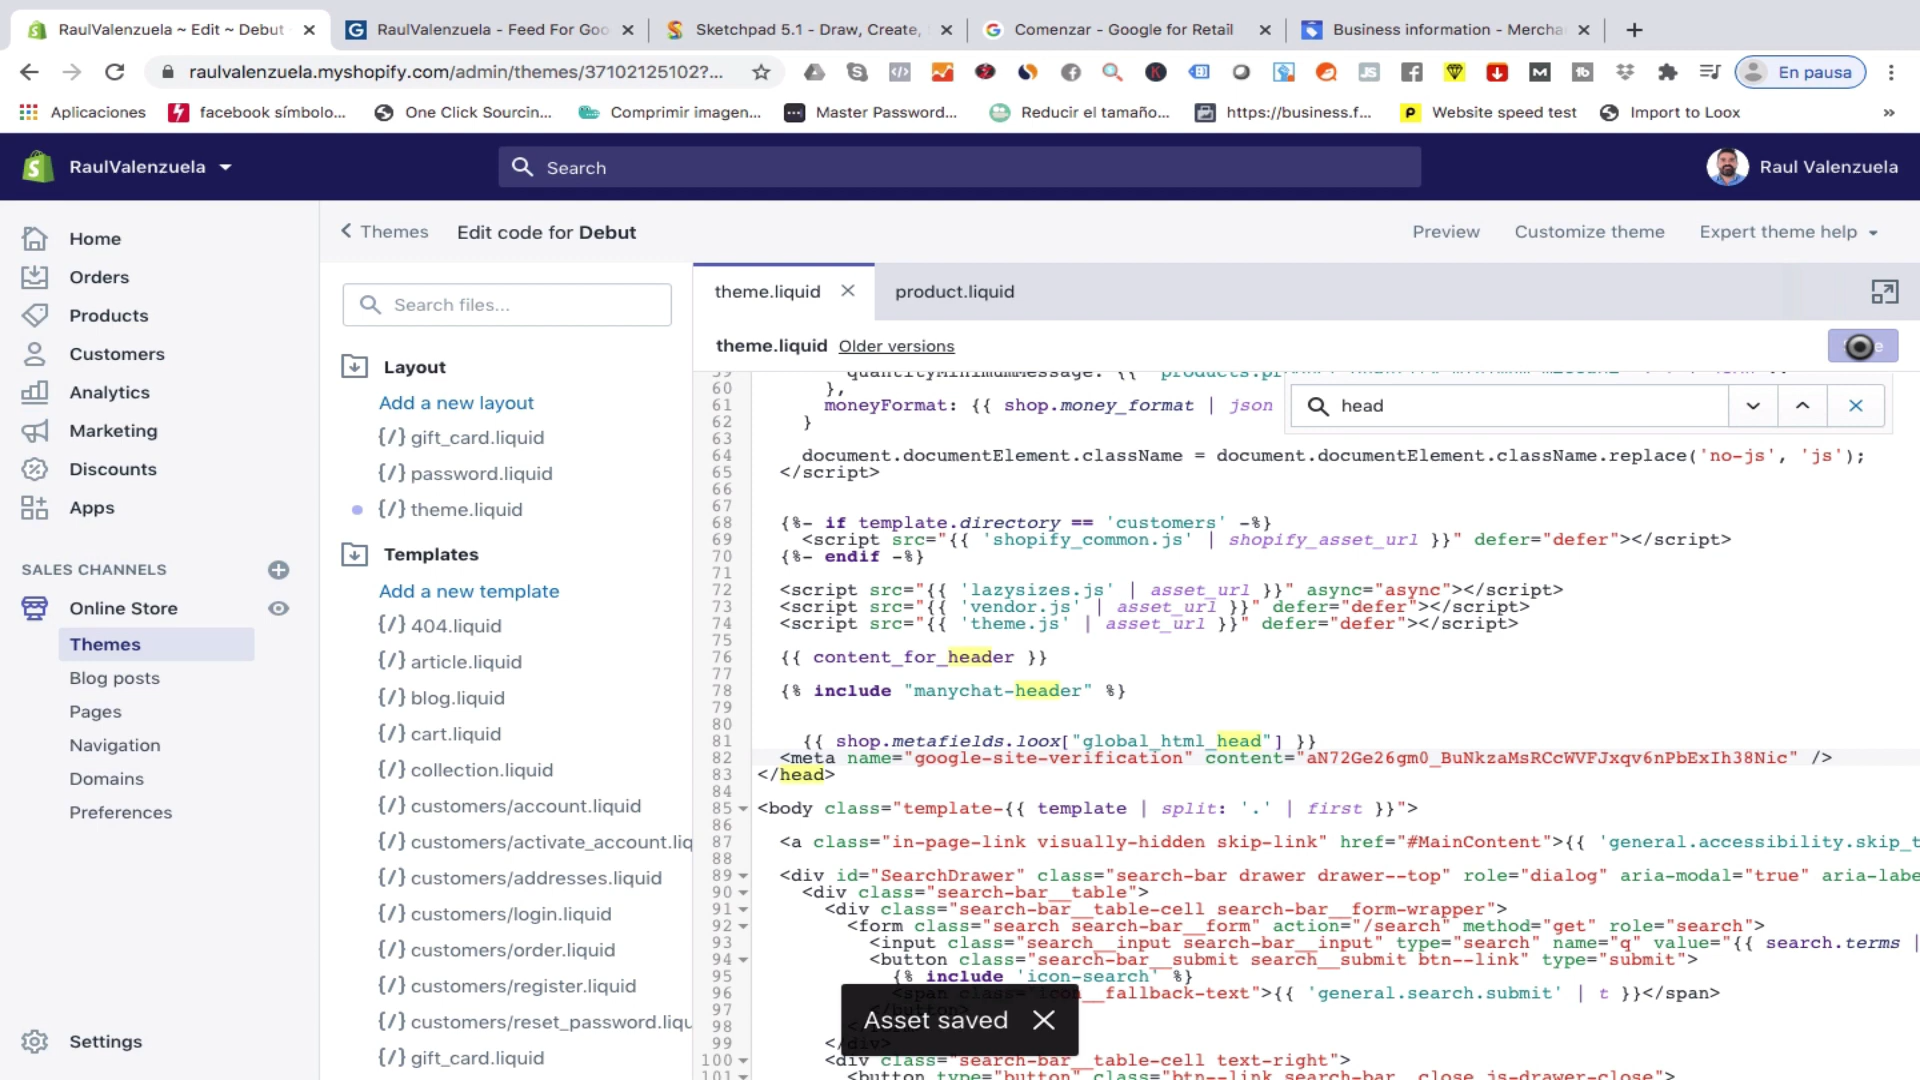 RaulValenzuela ~ Edit ~ Debut
RaulValenzuela - Feed For Goo
Sketchpad 5.1 - Draw, Create,
Comenzar - Google for Retail
Business information - Mercha
raulvalenzuela.myshopify.com/admin/themes/37102125102?...
En pausa
Aplicaciones
facebook símbolo...
One Click Sourcin...
Comprimir imagen...
Master Password...
Reducir el tamaño...
https://business.f...
Website speed test
Import to Loox
»
RaulValenzuela
Search
Raul Valenzuela
Home
Orders
Products
Customers
Analytics
Marketing
Discounts
Apps
SALES CHANNELS
Online Store
Themes
Blog posts
Pages
Navigation
Domains
Preferences
Settings
Themes
Edit code for Debut
Preview
Customize theme
Expert theme help
Search files...
Layout
Add a new layout
{/} gift_card.liquid
{/} password.liquid
{/} theme.liquid
Templates
Add a new template
{/} 404.liquid
{/} article.liquid
{/} blog.liquid
{/} cart.liquid
{/} collection.liquid
{/} customers/account.liquid
{/} customers/activate_account.liq
{/} customers/addresses.liquid
{/} customers/login.liquid
{/} customers/order.liquid
{/} customers/register.liquid
{/} customers/reset_password.liqu
{/} gift_card.liquid
theme.liquid
product.liquid
theme.liquid Older versions
head
60 },
61 moneyFormat: {{ shop.money_format | json
62 }
63
64 document.documentElement.className = document.documentElement.className.replace('no-js', 'js');
65 </script>
66
67
68 {%- if template.directory == 'customers' -%}
69 <script src="{{ 'shopify_common.js' | shopify_asset_url }}" defer="defer"></script>
70 {%- endif -%}
71
72 <script src="{{ 'lazysizes.js' | asset_url }}" async="async"></script>
73 <script src="{{ 'vendor.js' | asset_url }}" defer="defer"></script>
74 <script src="{{ 'theme.js' | asset_url }}" defer="defer"></script>
75
76 {{ content_for_header }}
77
78 {% include "manychat-header" %}
79
80
81 {{ shop.metafields.loox["global_html_head"] }}
82 <meta name="google-site-verification" content="aN72Ge26gm0_BuNkzaMsRCcWVFJxqv6nPbExIh38Nic" />
83 </head>
84
85 <body class="template-{{ template | split: '.' | first }}">
86
87 <a class="in-page-link visually-hidden skip-link" href="#MainContent">{{ 'general.accessibility.skip_t
88
89 <div id="SearchDrawer" class="search-bar drawer drawer--top" role="dialog" aria-modal="true" aria-labe
90 <div class="search-bar__table">
91 <div class="search-bar__table-cell search-bar__form-wrapper">
92 <form class="search search-bar__form" action="/search" method="get" role="search">
93 <input class="search__input search-bar__input" type="search" name="q" value="{{ search.terms |
94 <button class="search-bar__submit search__submit btn--link" type="submit">
95 {% include 'icon-search' %}
96 <span class="icon__fallback-text">{{ 'general.search.submit' | t }}</span>
97
98
99 </div>
100 <div class="search-bar__table-cell text-right">
101 <button type="button" class="btn--link search-bar__close js-drawer-close">
Asset saved